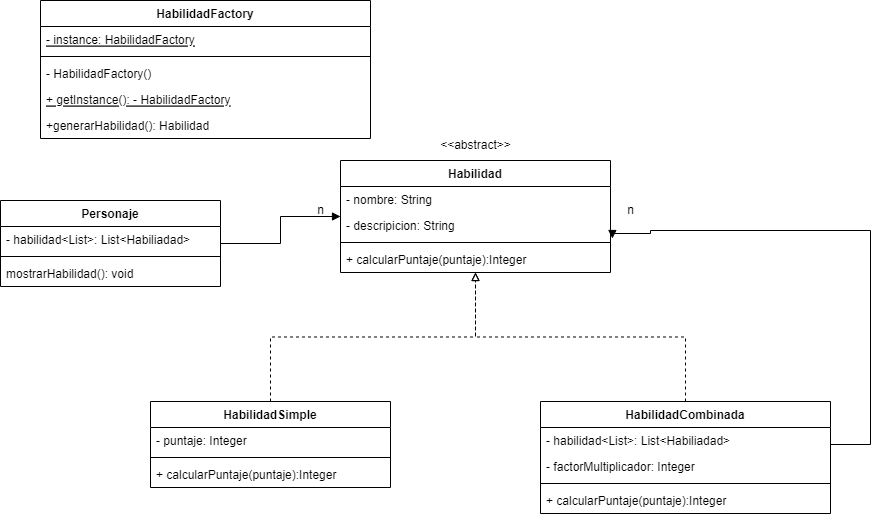 HabilidadFactory
- instance: HabilidadFactory
- HabilidadFactory()
+ getInstance(): - HabilidadFactory
+generarHabilidad(): Habilidad
<<abstract>>
Habilidad
- nombre: String
- descripicion: String
+ calcularPuntaje(puntaje):Integer
n
n
Personaje
- habilidad<List>: List<Habiliadad>
mostrarHabilidad(): void
HabilidadSimple
- puntaje: Integer
+ calcularPuntaje(puntaje):Integer
HabilidadCombinada
- habilidad<List>: List<Habiliadad>
- factorMultiplicador: Integer
+ calcularPuntaje(puntaje):Integer